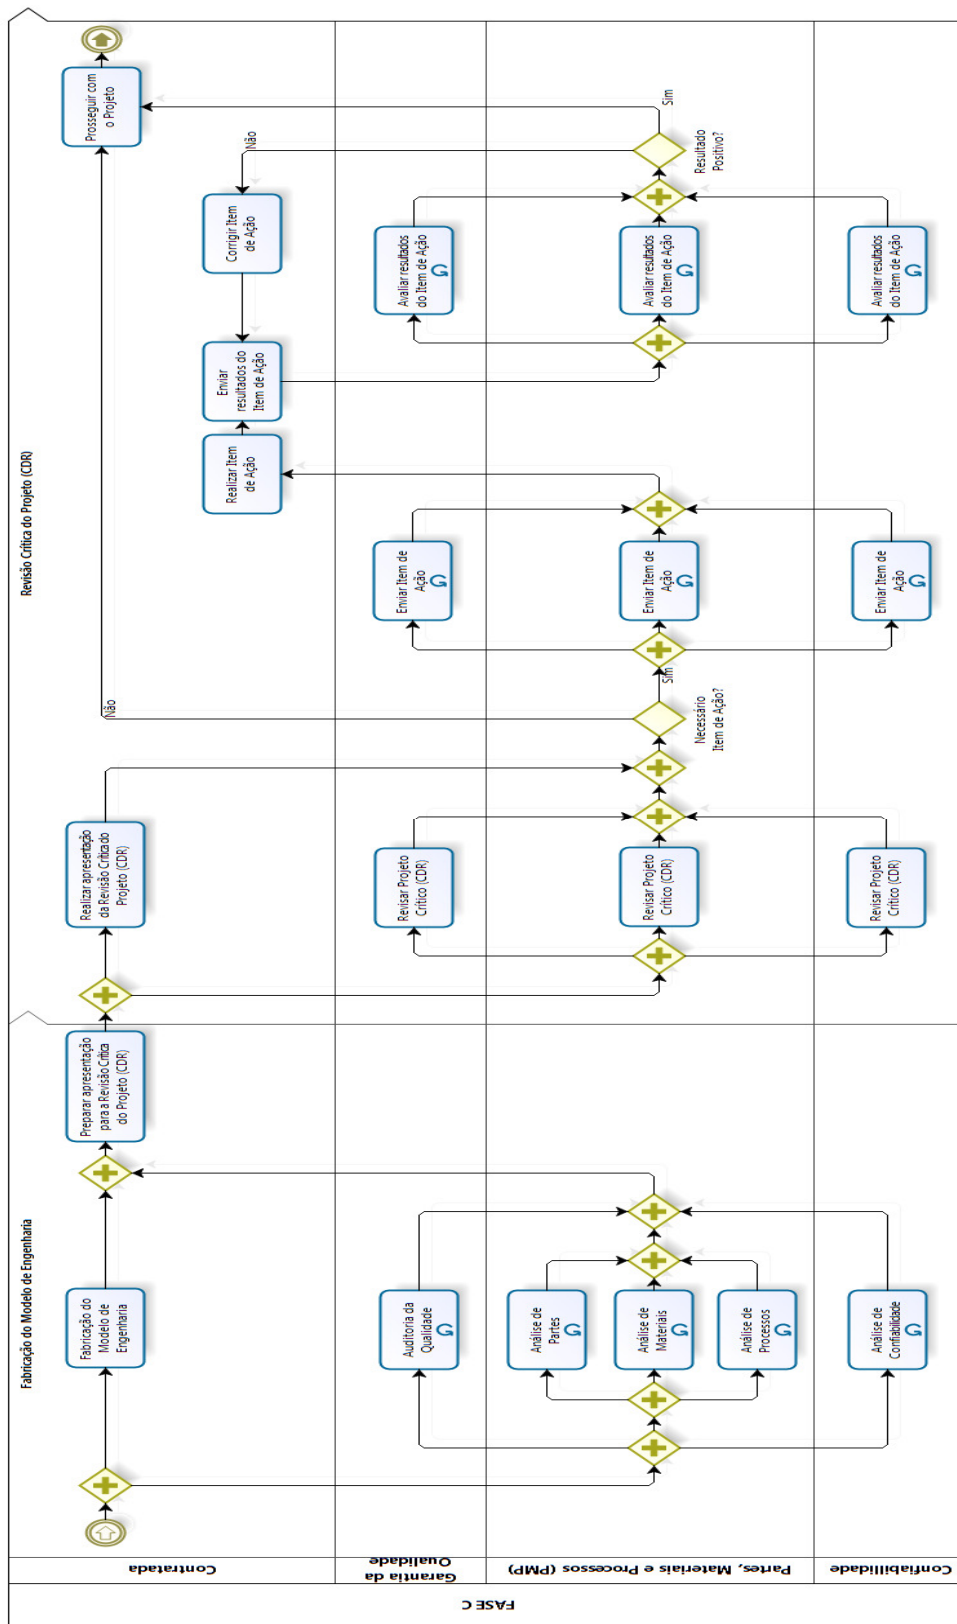 FASE C
Contratada
Garantia da
Qualidade
Partes, Materiais e Processos (PMP)
Confiabilidade
Fabricação do Modelo de Engenharia
Fabricação do
Modelo de
Engenharia
Auditoria da
Qualidade
Análise de
Partes
Análise de
Materiais
Análise de
Processos
Análise de
Confiabilidade
Preparar apresentação
para a Revisão Crítica
do Projeto (CDR)
Revisão Crítica do Projeto (CDR)
Realizar apresentação
da Revisão Crítica do
Projeto (CDR)
Revisar Projeto
Crítico (CDR)
Revisar Projeto
Crítico (CDR)
Revisar Projeto
Crítico (CDR)
Necessário
Item de Ação?
Não
Sim
Enviar Item de
Ação
Enviar Item de
Ação
Enviar Item de
Ação
Realizar Item
de Ação
Enviar
resultados do
Item de Ação
Corrigir Item
de Ação
Avaliar resultados
do Item de Ação
Avaliar resultados
do Item de Ação
Avaliar resultados
do Item de Ação
Resultado
Positivo?
Não
Sim
Prosseguir com
o Projeto